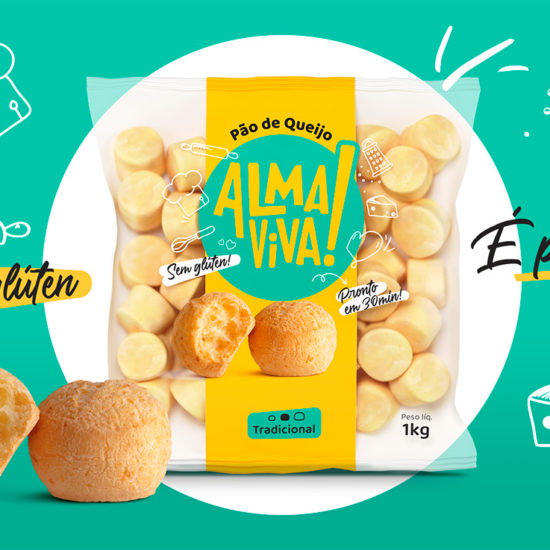 Pão de Queijo
ALMA
VIVA!
Sem glúten!
Pronto
em 30min!
Tradicional
Peso líq.
1kg
glúten
É p